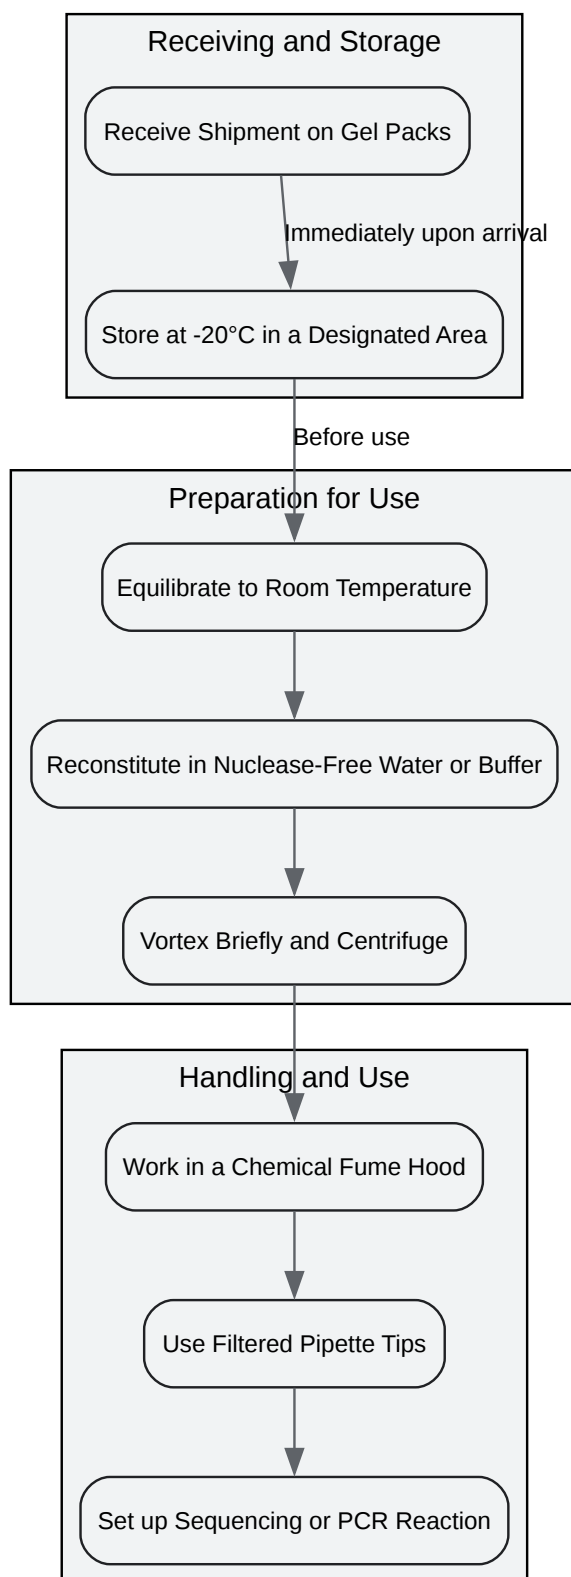 Receiving and Storage
Receive Shipment on Gel Packs
Immediately upon arrival
Store at -20°C in a Designated Area
Before use
Preparation for Use
Equilibrate to Room Temperature
Reconstitute in Nuclease-Free Water or Buffer
Vortex Briefly and Centrifuge
Handling and Use
Work in a Chemical Fume Hood
Use Filtered Pipette Tips
Set up Sequencing or PCR Reaction